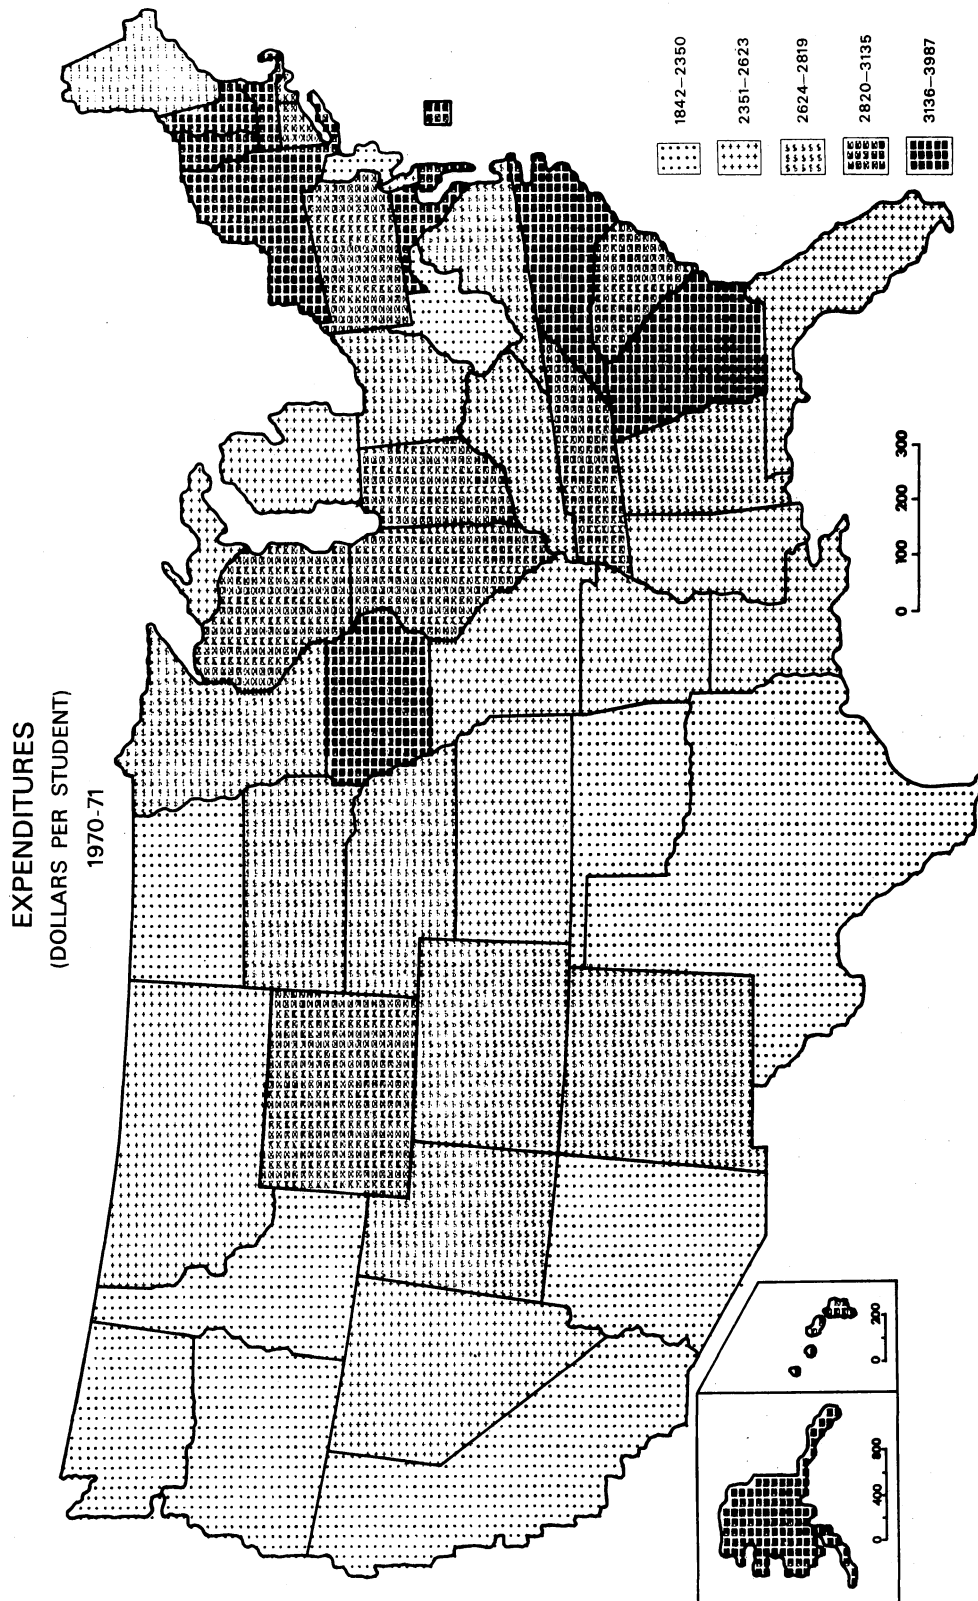 EXPENDITURES
(DOLLARS PER STUDENT)
1970-71
1842–2350
2351–2623
2624–2819
2820–3135
3136–3987
0 100 200 300
0 400 800
0 200